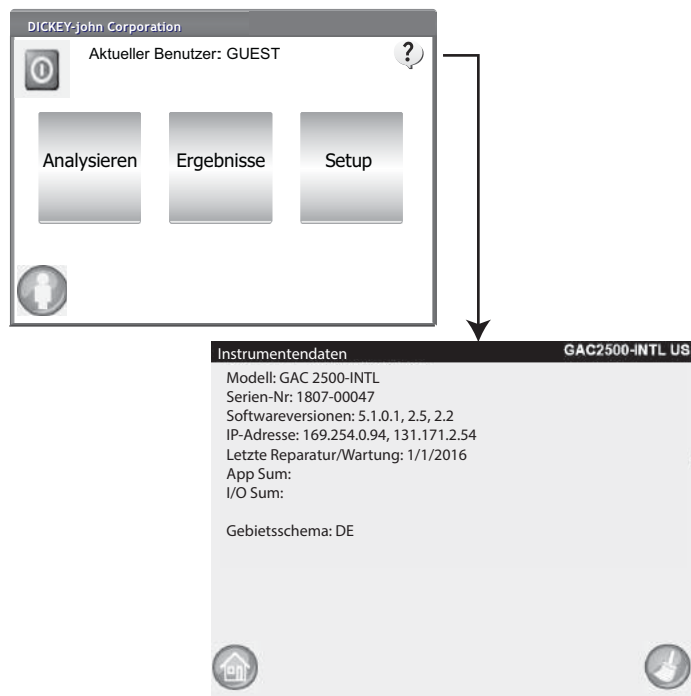 DICKEY-john Corporation
Aktueller Benutzer: GUEST
?
Analysieren Ergebnisse Setup
Instrumentendaten GAC2500-INTL US
Modell: GAC 2500-INTL
Serien-Nr: 1807-00047
Softwareversionen: 5.1.0.1, 2.5, 2.2
IP-Adresse: 169.254.0.94, 131.171.2.54
Letzte Reparatur/Wartung: 1/1/2016
App Sum:
I/O Sum:
Gebietsschema: DE